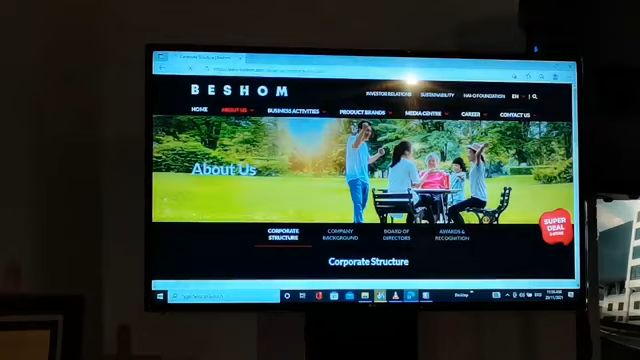 BESHOM
INVESTOR RELATIONS SUSTAINABILITY HAI-O FOUNDATION EN
HOME ABOUT US BUSINESS ACTIVITIES PRODUCT BRANDS MEDIA CENTRE CAREER CONTACT US
About Us
SUPER
DEAL
CORPORATE STRUCTURE
COMPANY BACKGROUND
BOARD OF DIRECTORS
AWARDS & RECOGNITION
Corporate Structure
Desktop